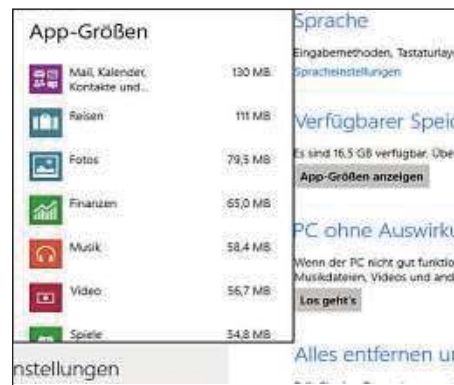 App-Größen
Mail, Kalender,
Kontakte und...
130 MB
Reisen
111 MB
Fotos
79,5 MB
Finanzen
65,0 MB
Musik
58,4 MB
Video
56,7 MB
Spiele
54,8 MB
nstellungen
Sprache
Eingabemethoden, Tastaturlay
Spracheinstellungen
Verfügbarer Speic
Es sind 16,5 GB verfügbar. Übe
App-Größen anzeigen
PC ohne Auswirku
Wenn der PC nicht gut funktio
Musikdateien, Videos und and
Los geht's
Alles entfernen un